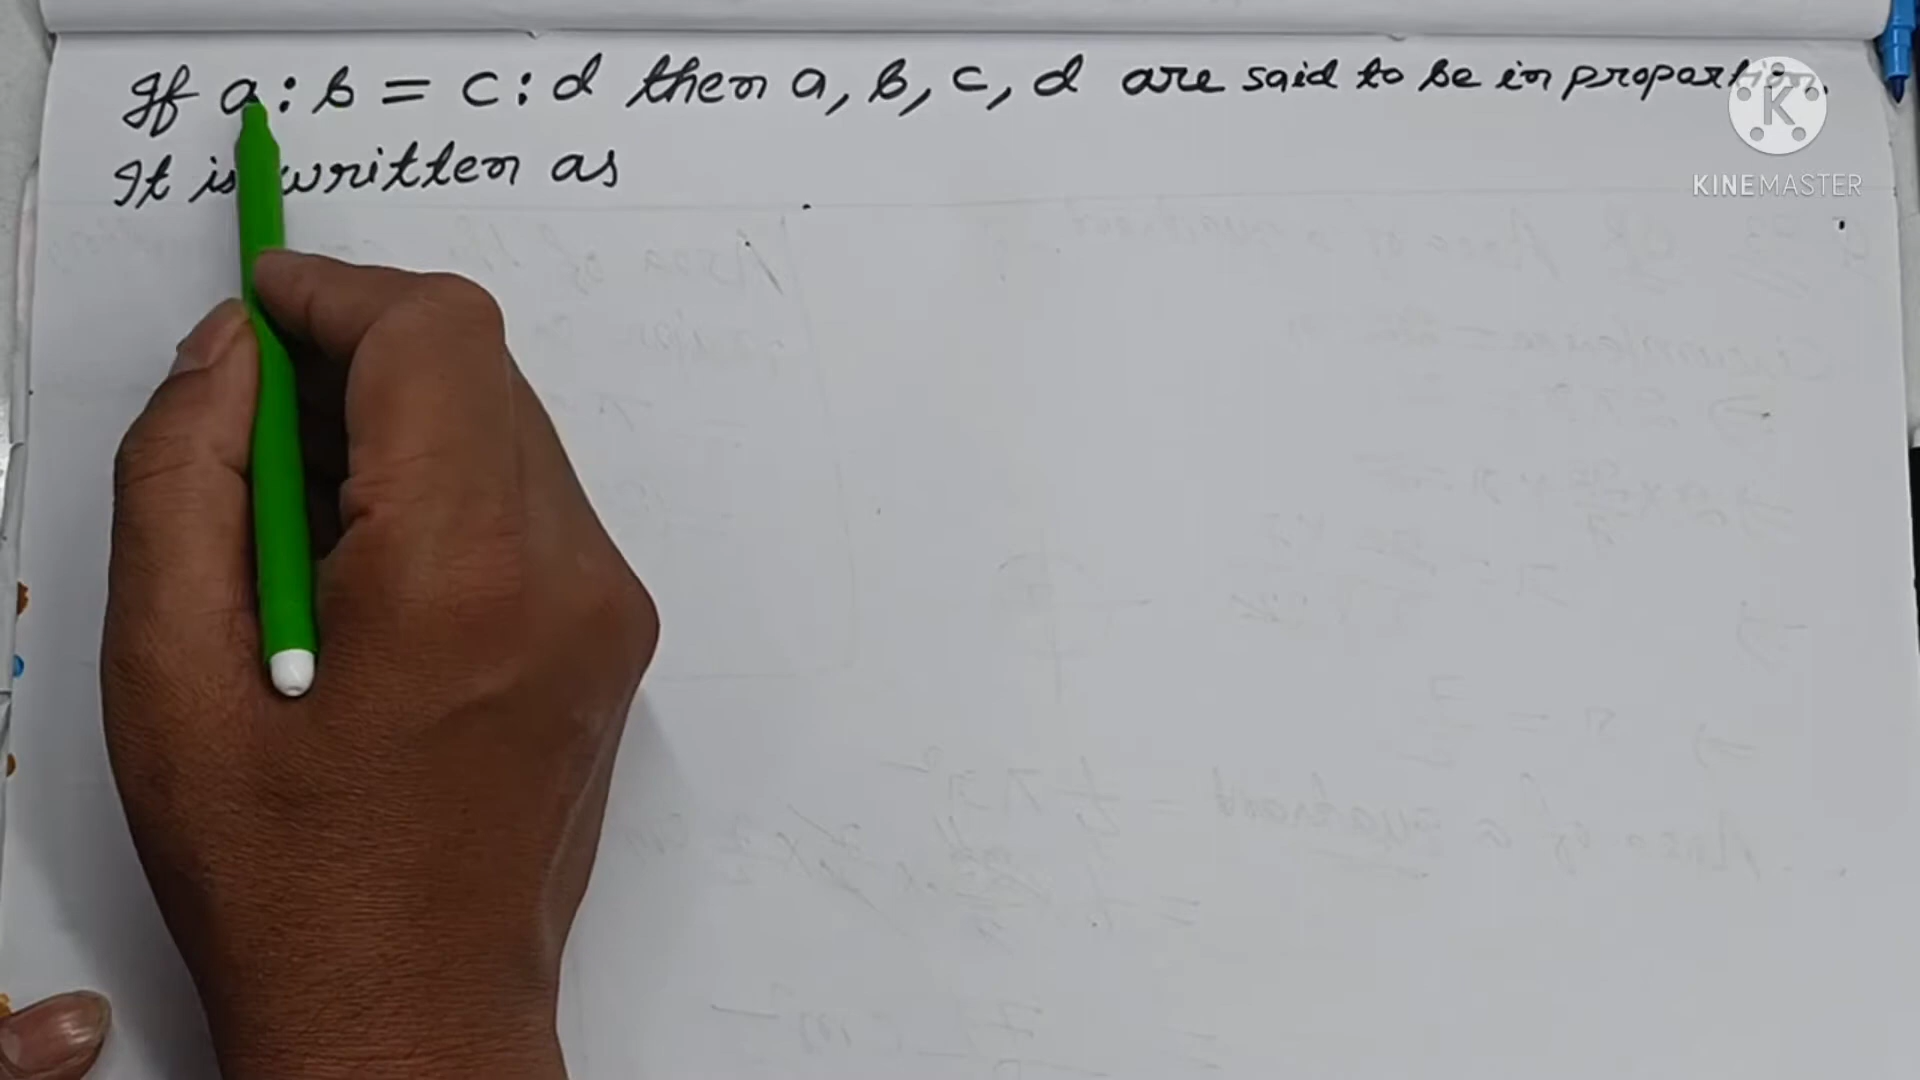 If a : b = c : d then a, b, c, d are said to be in proportion.
It is written as
K
KINEMASTER